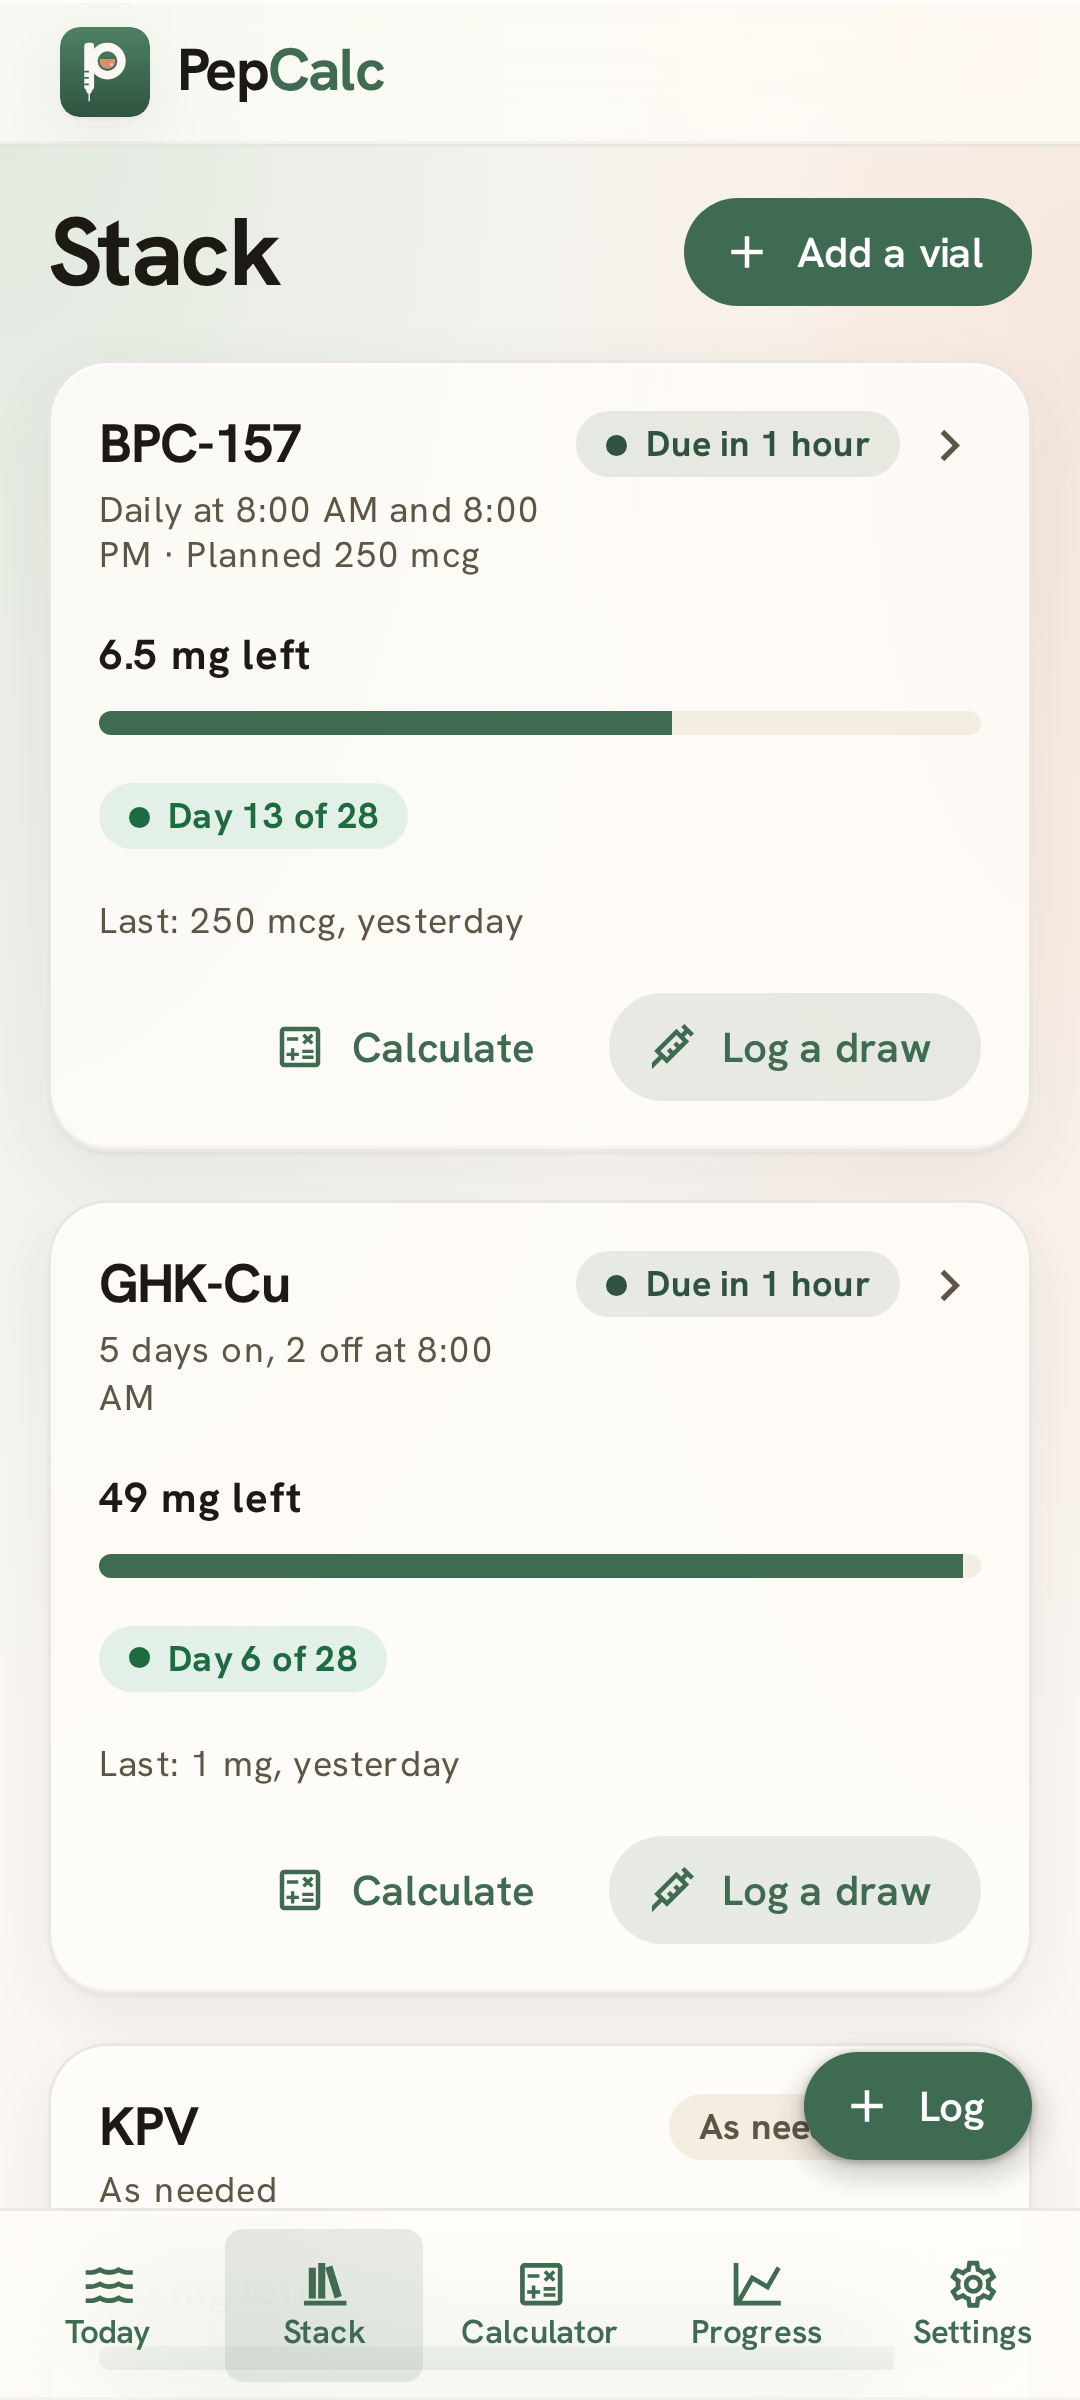 PepCalc
Stack
Add a vial
BPC-157
Due in 1 hour
Daily at 8:00 AM and 8:00
PM · Planned 250 mcg
6.5 mg left
Day 13 of 28
Last: 250 mcg, yesterday
Calculate
Log a draw
GHK-Cu
Due in 1 hour
5 days on, 2 off at 8:00
AM
49 mg left
Day 6 of 28
Last: 1 mg, yesterday
Calculate
Log a draw
KPV
As nee
Log
As needed
Today
Stack
Calculator
Progress
Settings